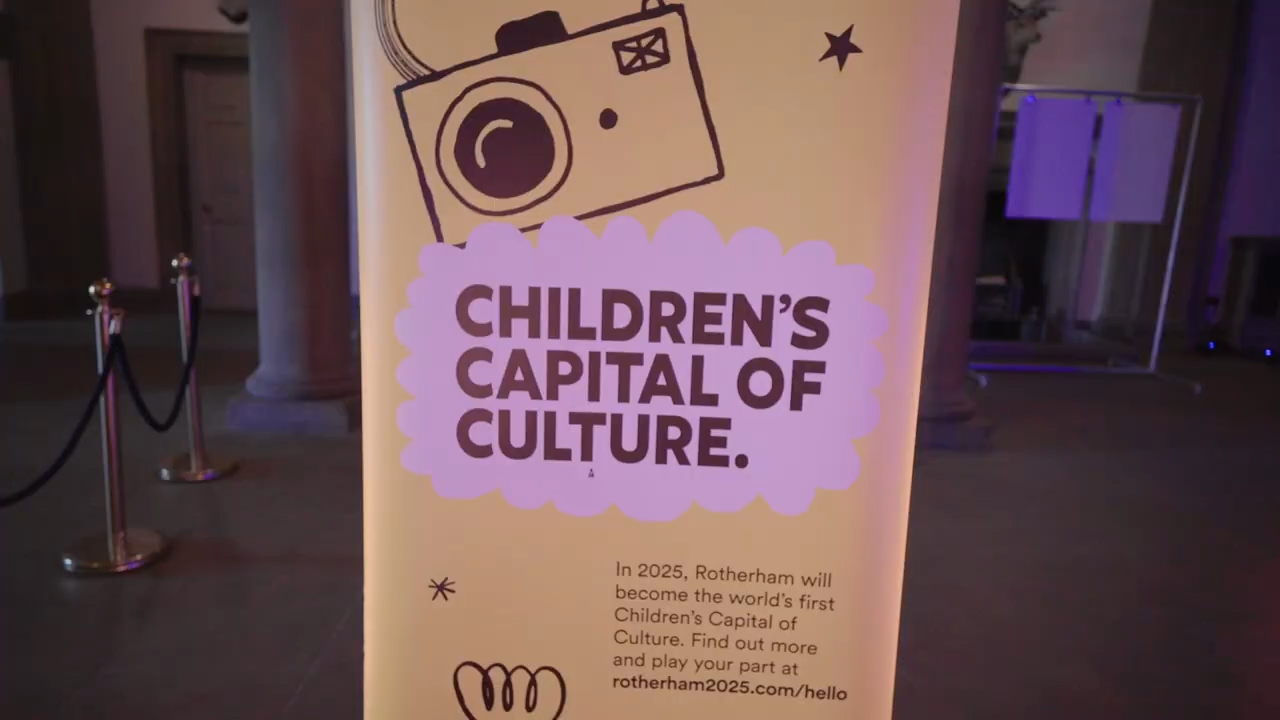 CHILDREN'S
CAPITAL OF
CULTURE.
In 2025, Rotherham will
become the world's first
Children's Capital of
Culture. Find out more
and play your part at
rotherham2025.com/hello